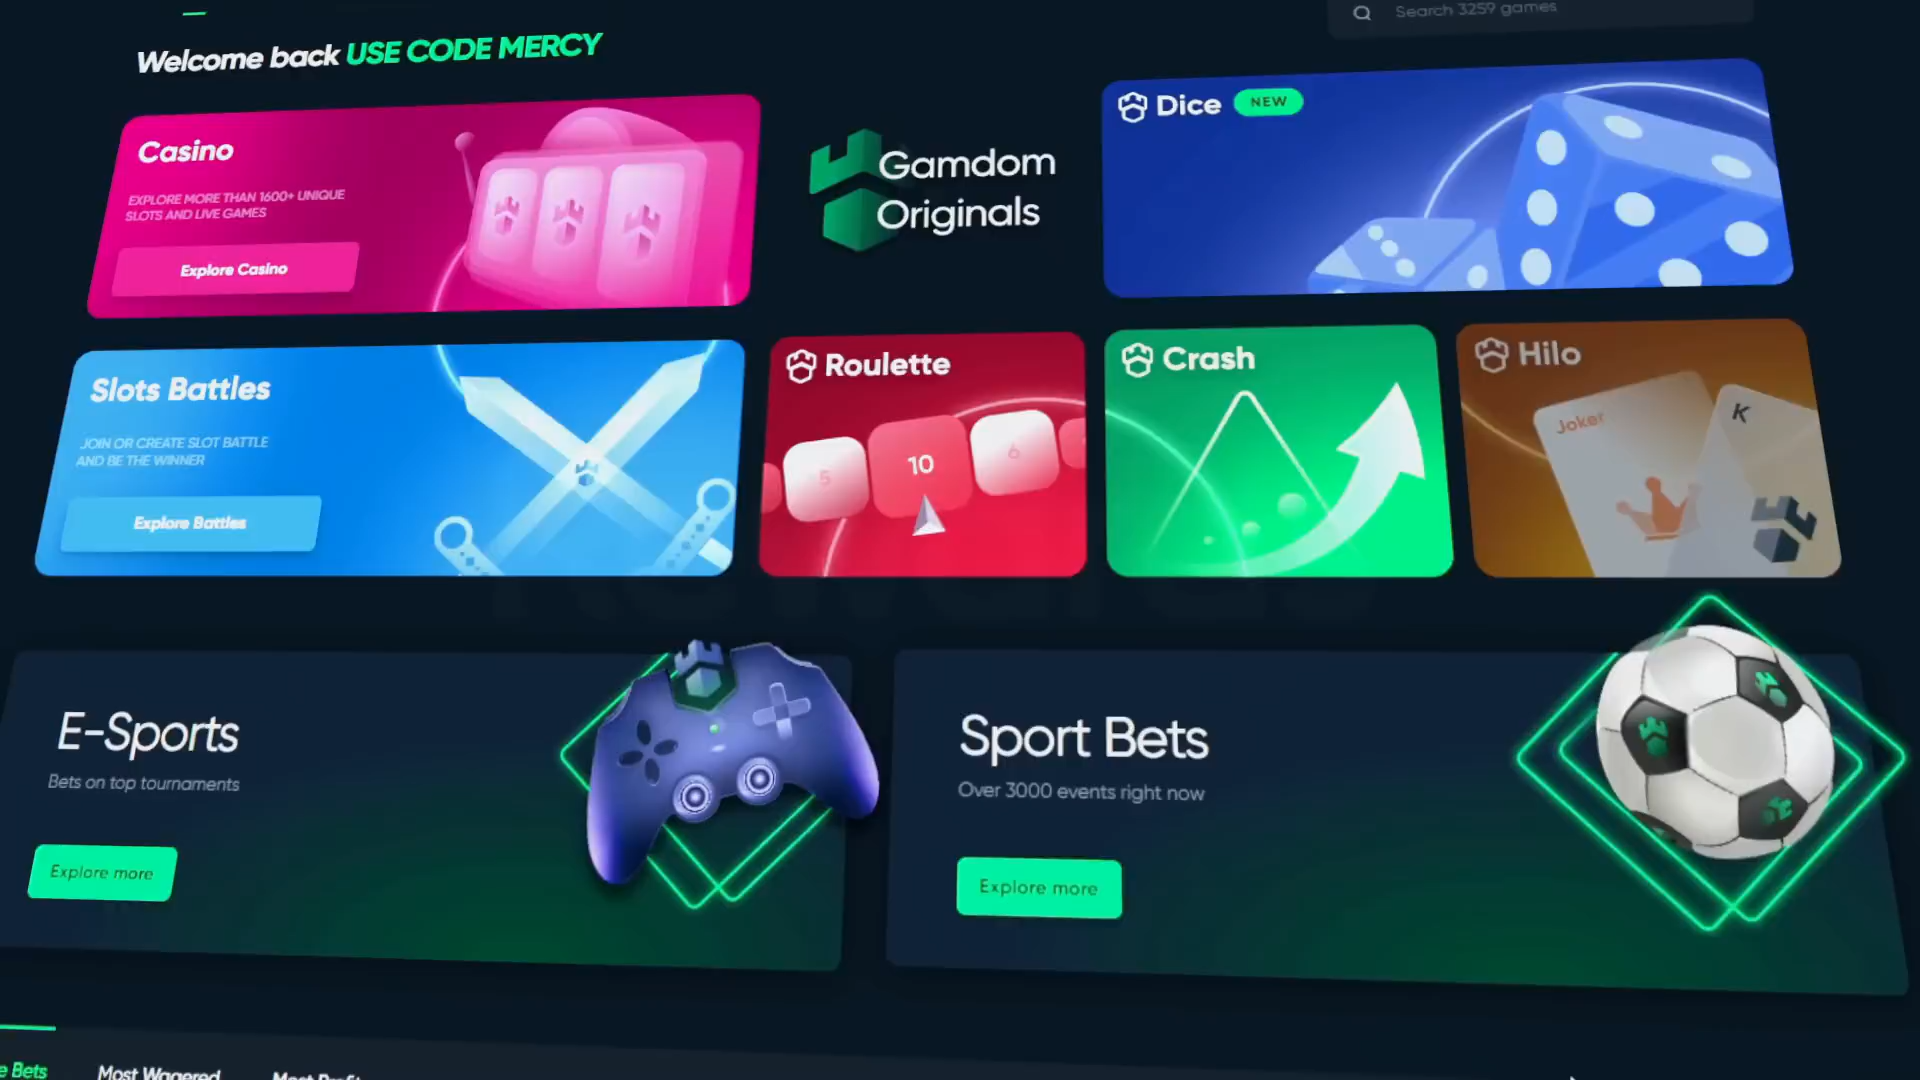 Search 3259 games
Welcome back USE CODE MERCY
Casino
EXPLORE MORE THAN 1600+ UNIQUE
SLOTS AND LIVE GAMES
Explore Casino
Gamdom
Originals
Dice NEW
Slots Battles
JOIN OR CREATE SLOT BATTLE
AND BE THE WINNER
Explore Battles
Roulette
5
10
6
Crash
Hilo
Joker
K
E-Sports
Bets on top tournaments
Explore more
Sport Bets
Over 3000 events right now
Explore more
Bets
Most Wagered
Most